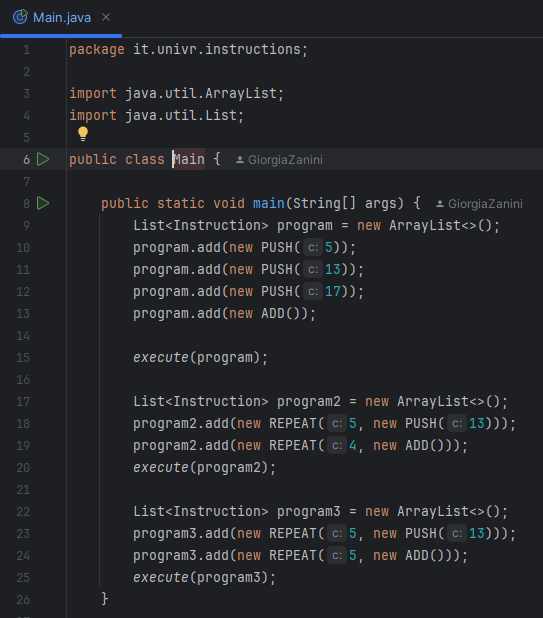 Main.java ×
1 package it.univr.instructions;
2
3 import java.util.ArrayList;
4 import java.util.List;
5
6 public class Main { GiorgiaZanini
7
8 public static void main(String[] args) { GiorgiaZanini
9 List<Instruction> program = new ArrayList<>();
10 program.add(new PUSH( c: 5));
11 program.add(new PUSH( c: 13));
12 program.add(new PUSH( c: 17));
13 program.add(new ADD());
14
15 execute(program);
16
17 List<Instruction> program2 = new ArrayList<>();
18 program2.add(new REPEAT( c: 5, new PUSH( c: 13)));
19 program2.add(new REPEAT( c: 4, new ADD()));
20 execute(program2);
21
22 List<Instruction> program3 = new ArrayList<>();
23 program3.add(new REPEAT( c: 5, new PUSH( c: 13)));
24 program3.add(new REPEAT( c: 5, new ADD()));
25 execute(program3);
26 }